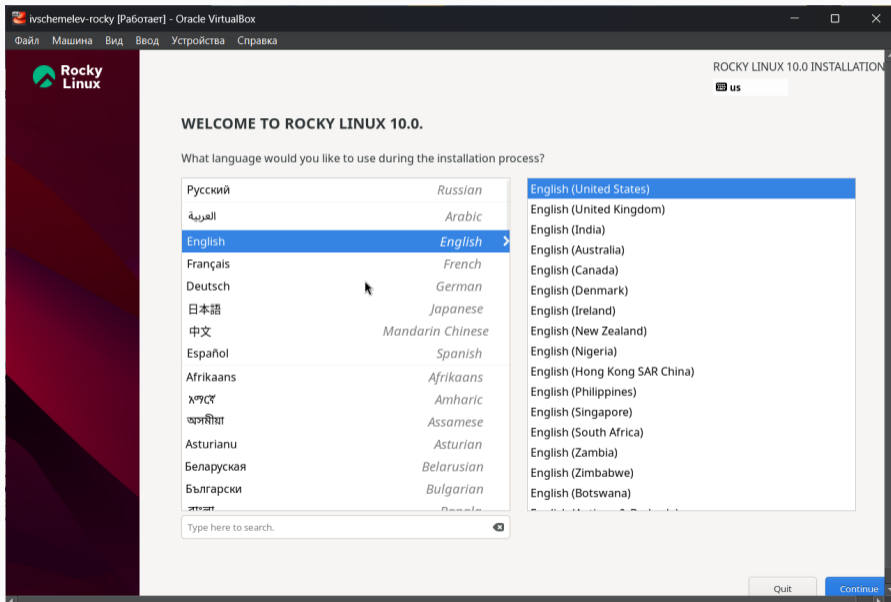 ivschemelev-rocky [Работает] - Oracle VirtualBox
Файл Машина Вид Ввод Устройства Справка
Rocky
Linux
ROCKY LINUX 10.0 INSTALLATION
us
WELCOME TO ROCKY LINUX 10.0.
What language would you like to use during the installation process?
Русский Russian
العربية Arabic
English English
Français French
Deutsch German
日本語 Japanese
中文 Mandarin Chinese
Español Spanish
Afrikaans Afrikaans
አማርኛ Amharic
অসমীয়া Assamese
Asturianu Asturian
Беларуская Belarusian
Български Bulgarian
English (United States)
English (United Kingdom)
English (India)
English (Australia)
English (Canada)
English (Denmark)
English (Ireland)
English (New Zealand)
English (Nigeria)
English (Hong Kong SAR China)
English (Philippines)
English (Singapore)
English (South Africa)
English (Zambia)
English (Zimbabwe)
English (Botswana)
Type here to search.
Quit Continue